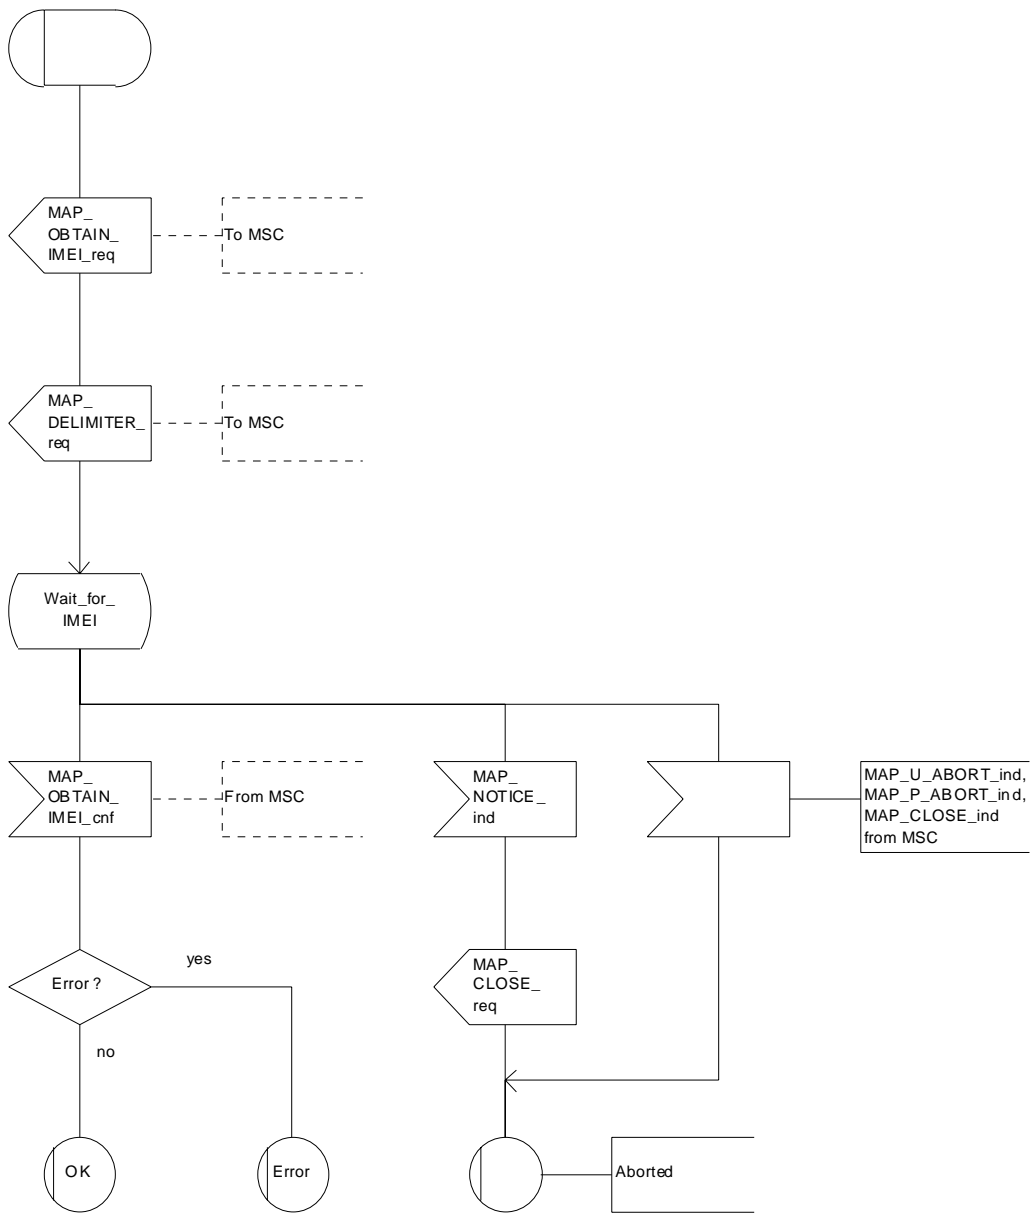 MAP_
OBTAIN_
IMEI_req
To MSC
MAP_
DELIMITER_
req
To MSC
Wait_for_
IMEI
MAP_
OBTAIN_
IMEI_cnf
From MSC
MAP_
NOTICE_
ind
MAP_U_ABORT_ind,
MAP_P_ABORT_ind,
MAP_CLOSE_ind
from MSC
Error ?
yes
no
MAP_
CLOSE_
req
OK
Error
Aborted